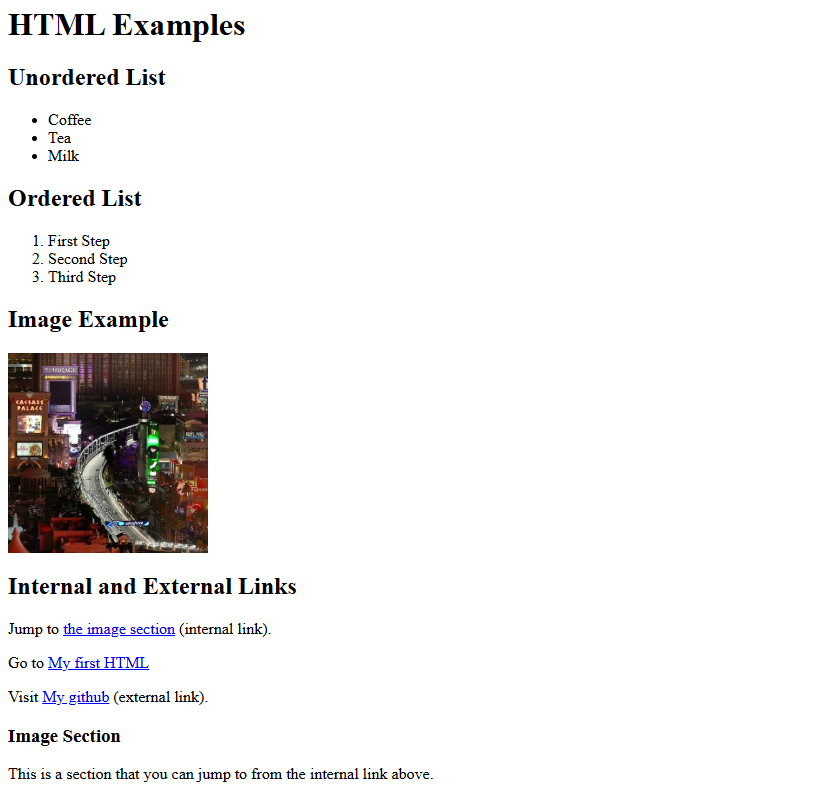 HTML Examples
Unordered List
• Coffee
• Tea
• Milk
Ordered List
1. First Step
2. Second Step
3. Third Step
Image Example
CAESARS
PALACE
Internal and External Links
Jump to the image section (internal link).
Go to My first HTML
Visit My github (external link).
Image Section
This is a section that you can jump to from the internal link above.